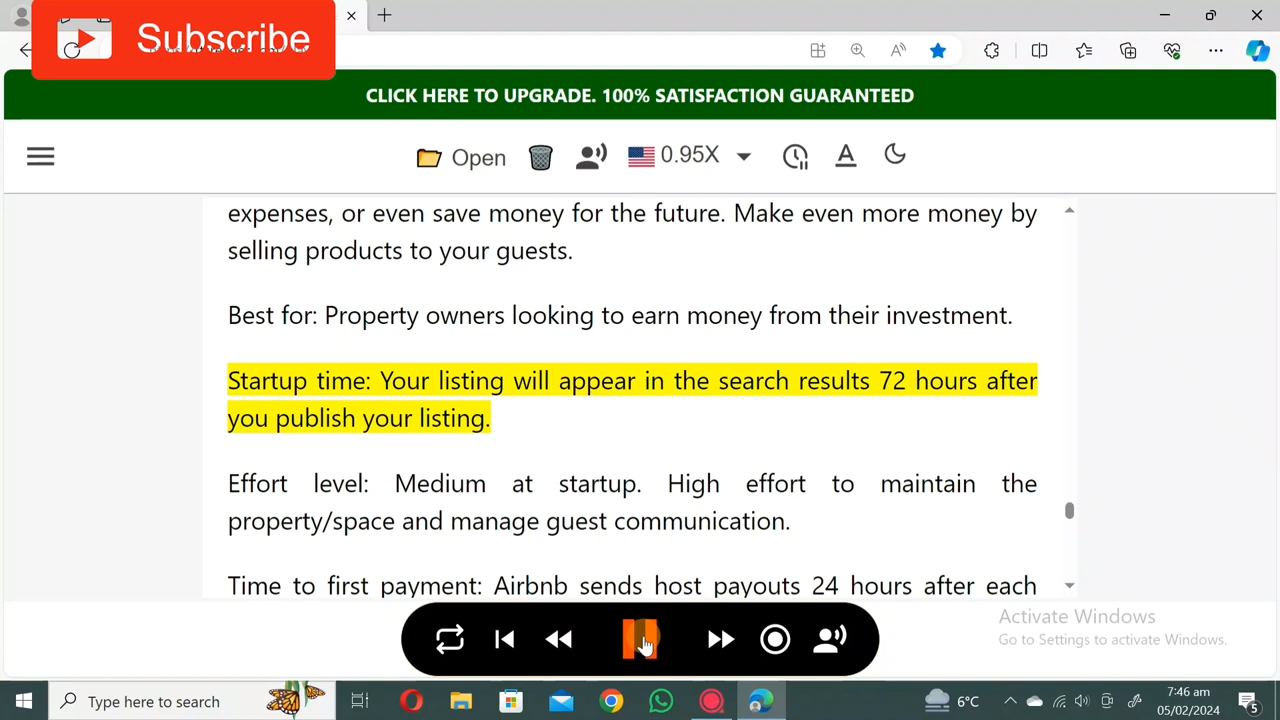 Subscribe
CLICK HERE TO UPGRADE. 100% SATISFACTION GUARANTEED
Open
0.95X
expenses, or even save money for the future. Make even more money by
selling products to your guests.
Best for: Property owners looking to earn money from their investment.
Startup time: Your listing will appear in the search results 72 hours after
you publish your listing.
Effort level: Medium at startup. High effort to maintain the
property/space and manage guest communication.
Time to first payment: Airbnb sends host payouts 24 hours after each
Activate Windows
Go to Settings to activate Windows.
Type here to search
6°C
7:46 am
05/02/2024
5